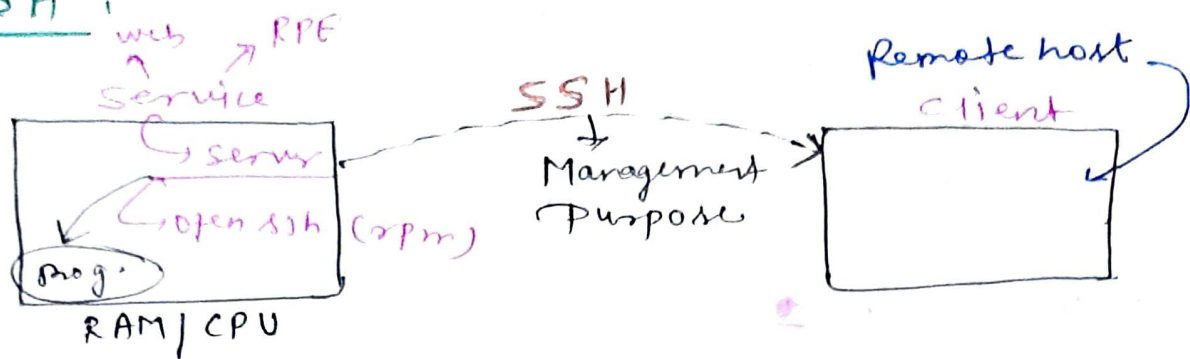 SH :
web RPE
Service
SSH
Remote host
Client
server
Management
Purpose
open ssh (rpm)
prog.
RAM/CPU